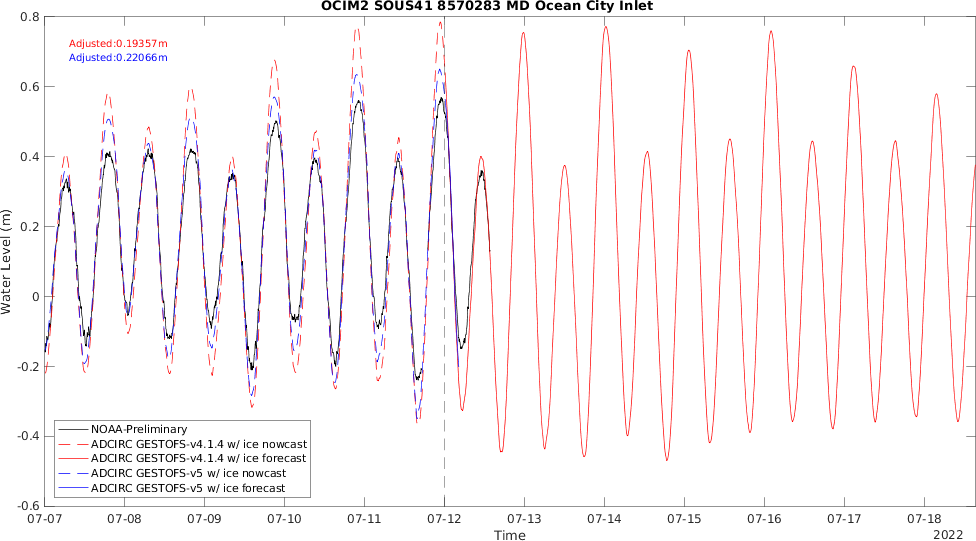 OCIM2 SOUS41 8570283 MD Ocean City Inlet
Adjusted:0.19357m
Adjusted:0.22066m
Water Level (m)
0.8
0.6
0.4
0.2
0
-0.2
-0.4
-0.6
NOAA-Preliminary
ADCIRC GESTOFS-v4.1.4 w/ ice nowcast
ADCIRC GESTOFS-v4.1.4 w/ ice forecast
ADCIRC GESTOFS-v5 w/ ice nowcast
ADCIRC GESTOFS-v5 w/ ice forecast
07-07 07-08 07-09 07-10 07-11 07-12 07-13 07-14 07-15 07-16 07-17 07-18
Time
2022